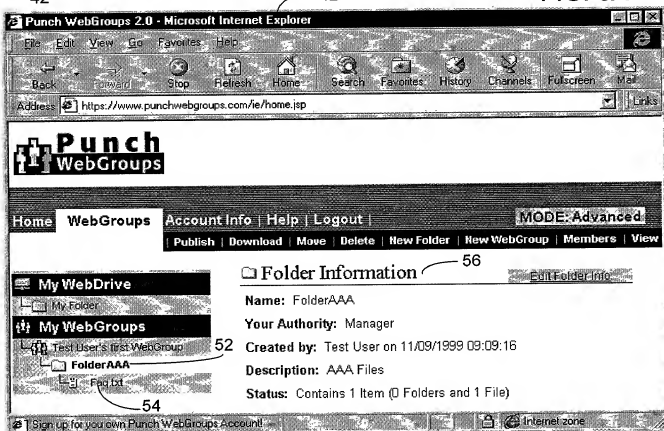 Punch WebGroups 2.0 - Microsoft Internet Explorer
File Edit View Go Favorites Help
Back Forward Stop Refresh Home Search Favorites History Channels Fullscreen Mail
Address https://www.punchwebgroups.com/ie/home.jsp Links
Punch
WebGroups
Home WebGroups Account Info | Help | Logout | MODE: Advanced
| Publish | Download | Move | Delete | New Folder | New WebGroup | Members | View
My WebDrive
My Folder
My WebGroups
Test User's first WebGroup
FolderAAA
52
Faq.txt
54
Folder Information
56
Edit Folder Info
Name: FolderAAA
Your Authority: Manager
Created by: Test User on 11/09/1999 09:09:16
Description: AAA Files
Status: Contains 1 Item (0 Folders and 1 File)
Sign up for you own Punch WebGroups Account! Internet zone